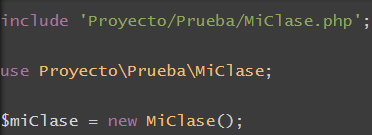 include 'Proyecto/Prueba/MiClase.php';
use Proyecto\Prueba\MiClase;
$miClase = new MiClase();